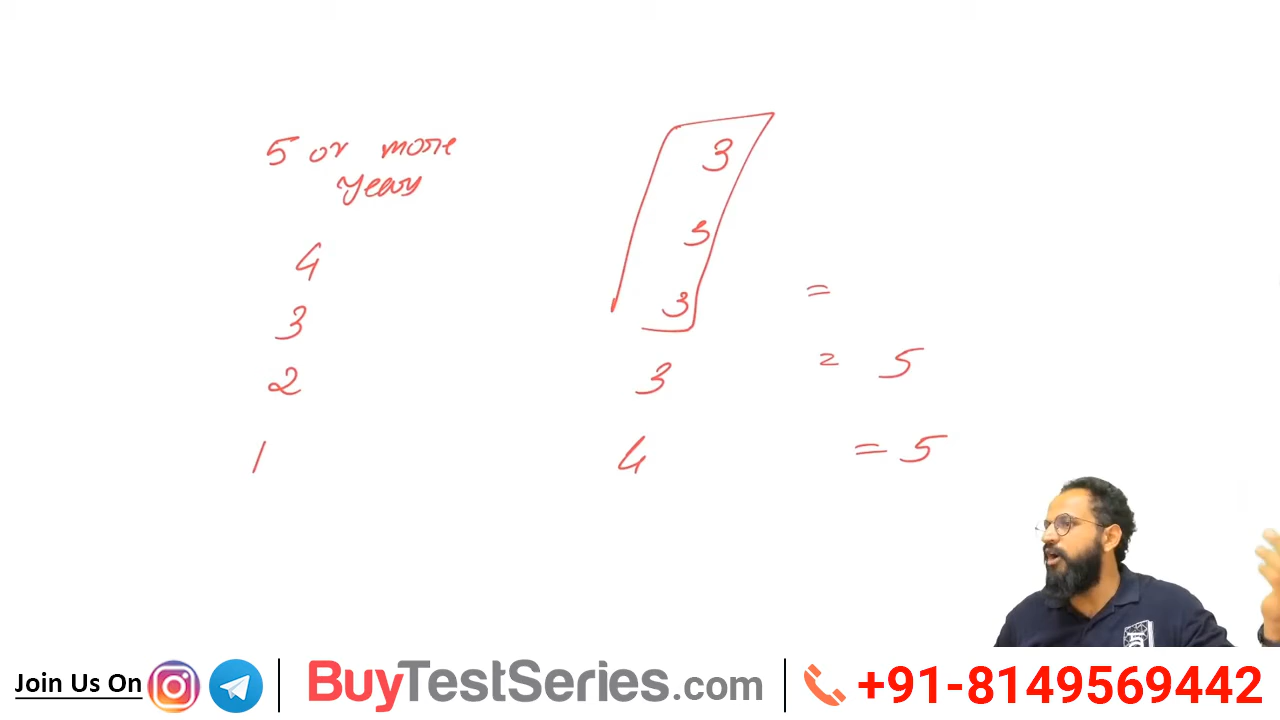 5 or more 3
years
4 3
3 3 =
2 3 = 5
1 4 = 5
Join Us On BuyTestSeries.com +91-8149569442